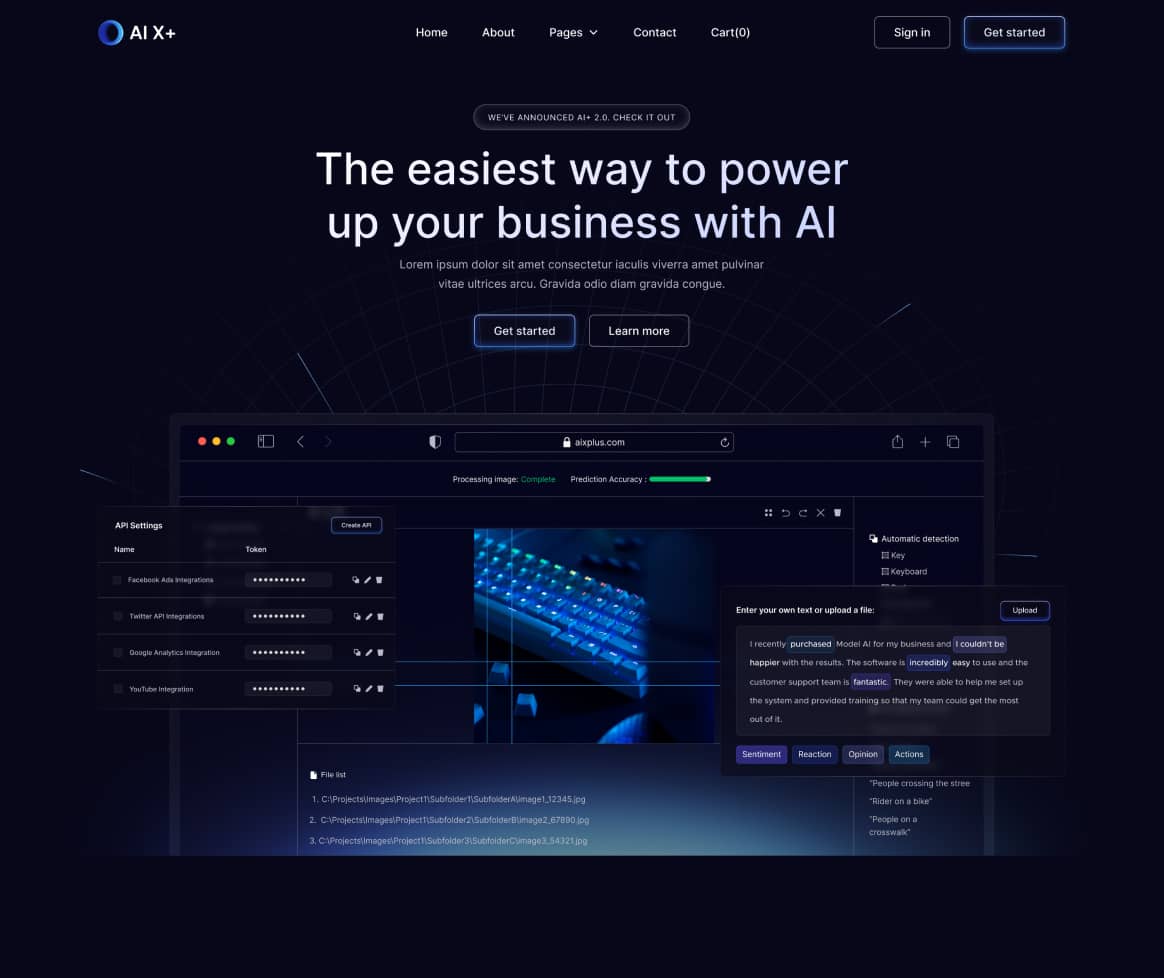 AI X+
Home
About
Pages
Contact
Cart(0)
Sign in
Get started
WE'VE ANNOUNCED AI+ 2.0. CHECK IT OUT
The easiest way to power
up your business with AI
Lorem ipsum dolor sit amet consectetur iaculis viverra amet pulvinar
vitae ultrices arcu. Gravida odio diam gravida congue.
Get started
Learn more
aixplus.com
Processing image: Complete
Prediction Accuracy :
API Settings
Create API
Name
Token
Facebook Ads Integrations
Twitter API Integrations
Google Analytics Integration
YouTube Integration
Automatic detection
Key
Keyboard
Enter your own text or upload a file:
Upload
I recently purchased Model AI for my business and I couldn't be
happier with the results. The software is incredibly easy to use and the
customer support team is fantastic. They were able to help me set up
the system and provided training so that my team could get the most
out of it.
Sentiment
Reaction
Opinion
Actions
File list
1. C:\Projects\Images\Project1\Subfolder1\SubfolderA\image1_12345.jpg
2. C:\Projects\Images\Project1\Subfolder2\SubfolderB\image2_67890.jpg
3. C:\Projects\Images\Project1\Subfolder3\SubfolderC\image3_54321.jpg
"People crossing the stree
"Rider on a bike"
"People on a
crosswalk"